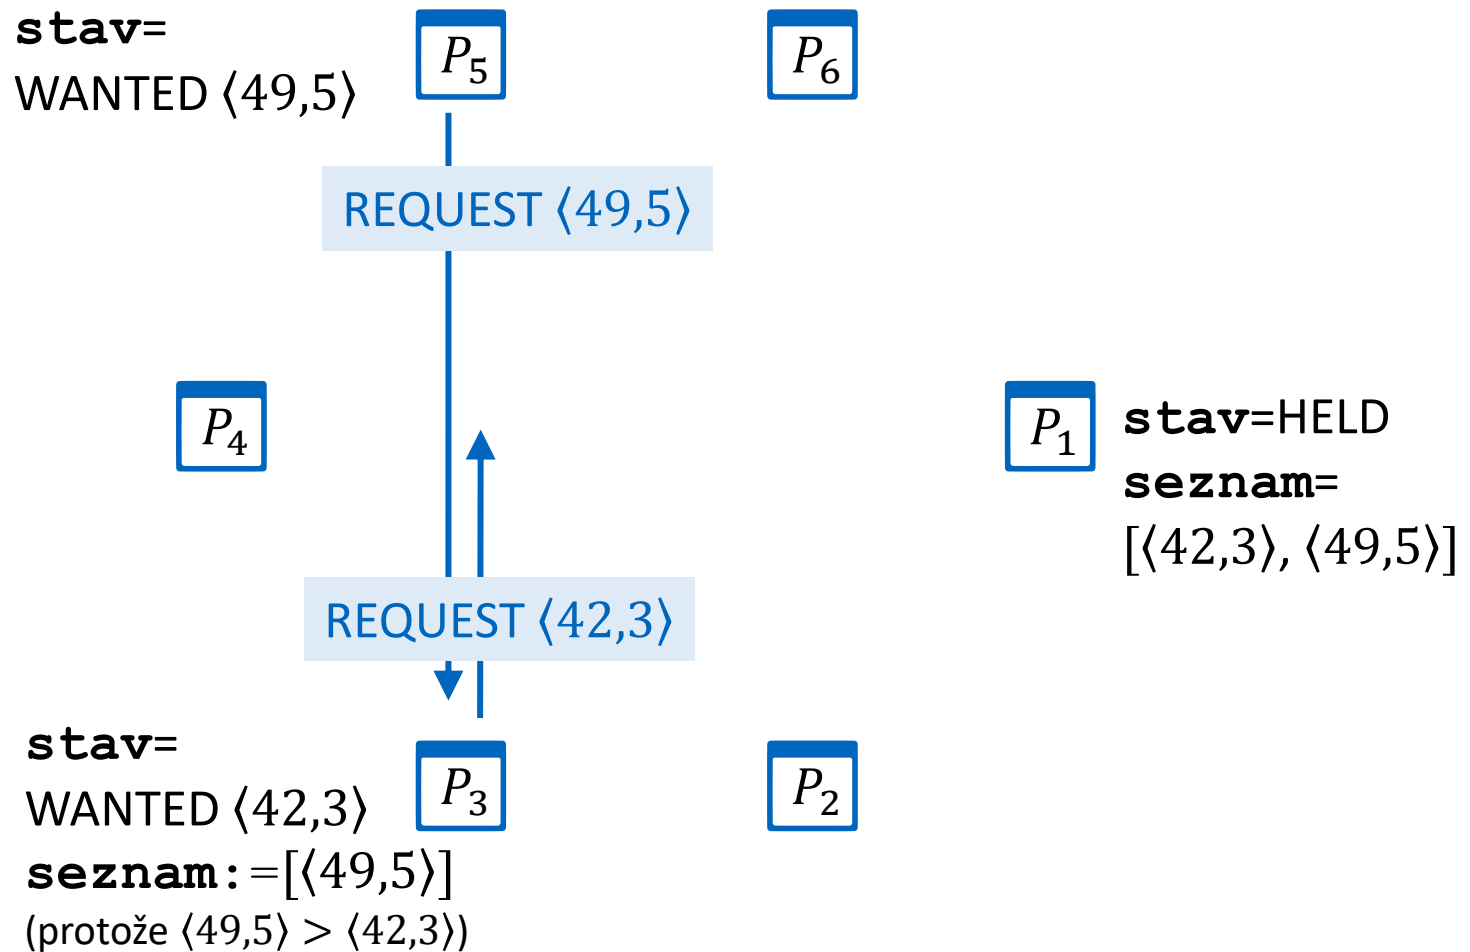 stav=
WANTED ⟨49,5⟩
P5
P6
REQUEST ⟨49,5⟩
P4
P1
stav=HELD
seznam=
[⟨42,3⟩, ⟨49,5⟩]
REQUEST ⟨42,3⟩
stav=
WANTED ⟨42,3⟩
P3
P2
seznam:=[⟨49,5⟩]
(protože ⟨49,5⟩ > ⟨42,3⟩)